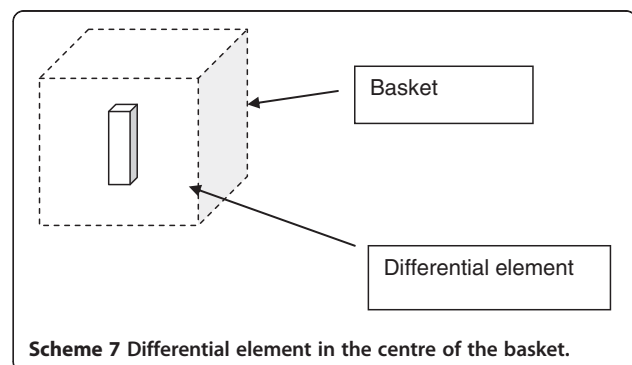 Basket
Differential element
Scheme 7 Differential element in the centre of the basket.